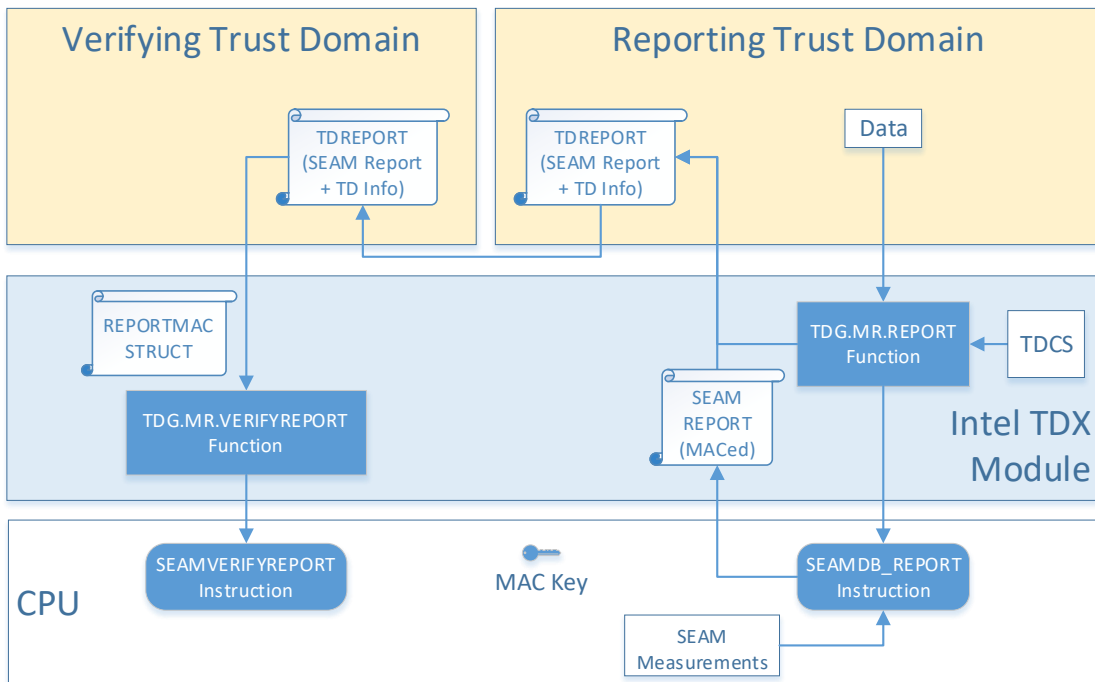 Verifying Trust Domain
Reporting Trust Domain
TDREPORT
(SEAM Report
+ TD Info)
TDREPORT
(SEAM Report
+ TD Info)
Data
REPORTMAC
STRUCT
TDG.MR.REPORT
Function
TDCS
TDG.MR.VERIFYREPORT
Function
SEAM
REPORT
(MACed)
Intel TDX
Module
SEAMVERIFYREPORT
Instruction
MAC Key
SEAMDB_REPORT
Instruction
CPU
SEAM
Measurements